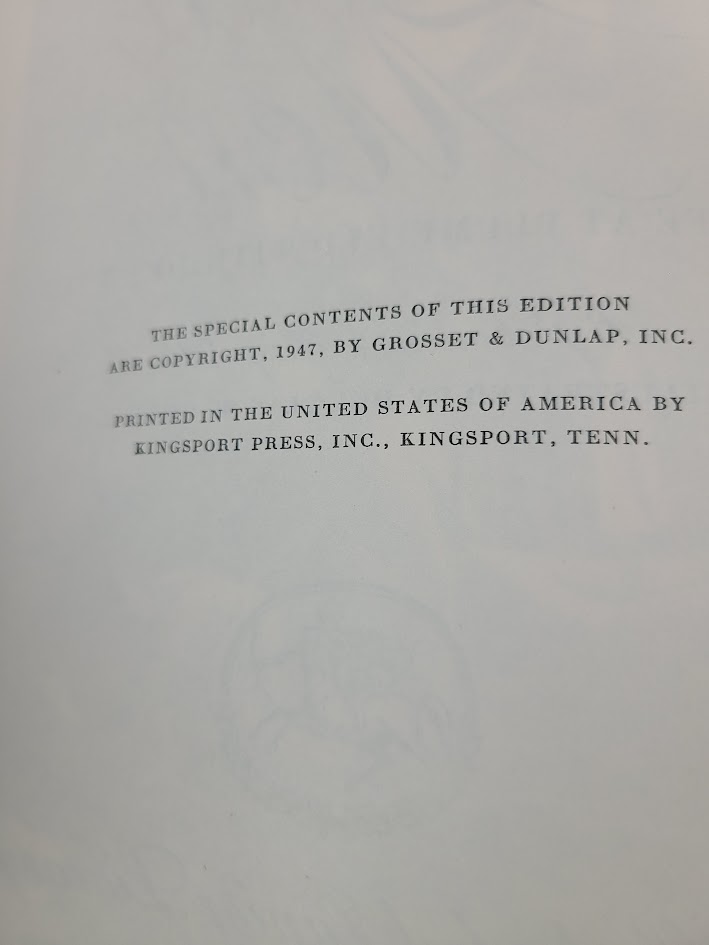 THE SPECIAL CONTENTS OF THIS EDITION
ARE COPYRIGHT, 1947, BY GROSSET & DUNLAP, INC.
PRINTED IN THE UNITED STATES OF AMERICA BY
KINGSPORT PRESS, INC., KINGSPORT, TENN.